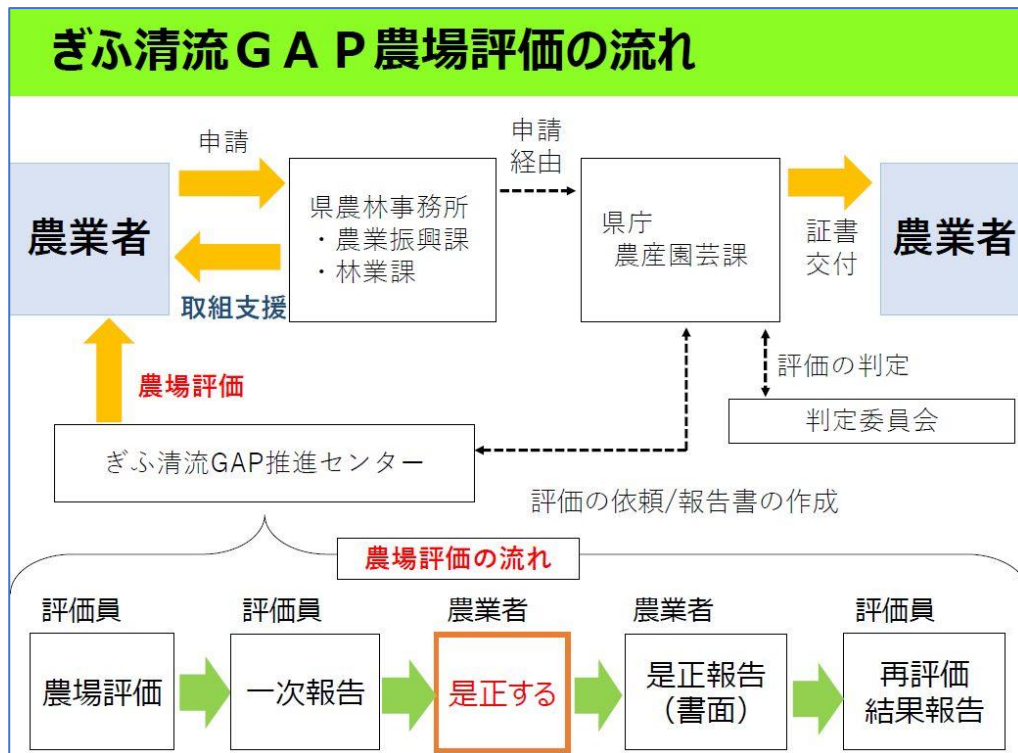 ぎふ清流ＧＡＰ農場評価の流れ
農業者
申請
取組支援
県農林事務所
・農業振興課
・林業課
申請
経由
県庁
農産園芸課
証書
交付
農業者
農場評価
評価の判定
判定委員会
ぎふ清流GAP推進センター
評価の依頼/報告書の作成
農場評価の流れ
評価員
農場評価
評価員
一次報告
農業者
是正する
農業者
是正報告
（書面）
評価員
再評価
結果報告